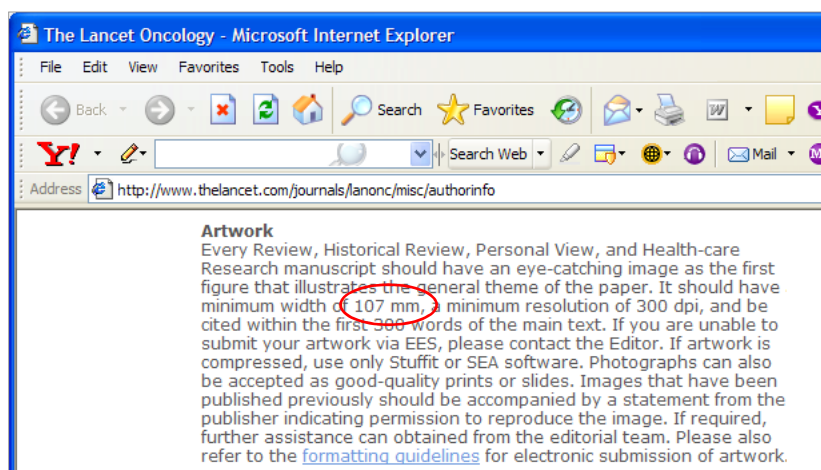 The Lancet Oncology - Microsoft Internet Explorer
File Edit View Favorites Tools Help
Back Search Favorites
Y! Search Web Mail
Address http://www.thelancet.com/journals/lanonc/misc/authorinfo
Artwork
Every Review, Historical Review, Personal View, and Health-care
Research manuscript should have an eye-catching image as the first
figure that illustrates the general theme of the paper. It should have
minimum width of 107 mm, a minimum resolution of 300 dpi, and be
cited within the first 300 words of the main text. If you are unable to
submit your artwork via EES, please contact the Editor. If artwork is
compressed, use only Stuffit or SEA software. Photographs can also
be accepted as good-quality prints or slides. Images that have been
published previously should be accompanied by a statement from the
publisher indicating permission to reproduce the image. If required,
further assistance can obtained from the editorial team. Please also
refer to the formatting guidelines for electronic submission of artwork.